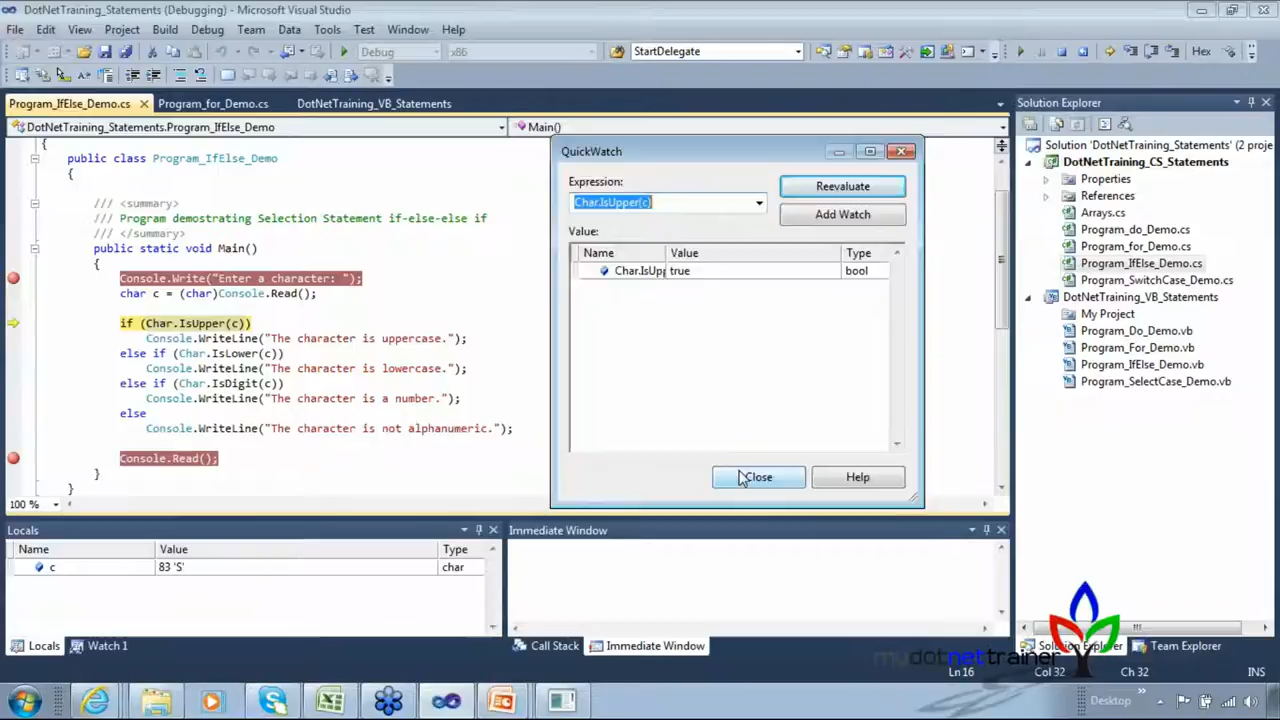 DotNetTraining_Statements (Debugging) - Microsoft Visual Studio
File Edit View Project Build Debug Team Data Tools Test Window Help
Debug x86 StartDelegate Hex
Program_IfElse_Demo.cs Program_for_Demo.cs DotNetTraining_VB_Statements
DotNetTraining_Statements.Program_IfElse_Demo Main()
{
public class Program_IfElse_Demo
{
/// <summary>
/// Program demostrating Selection Statement if-else-else if
/// </summary>
public static void Main()
{
Console.Write("Enter a character: ");
char c = (char)Console.Read();
if (Char.IsUpper(c))
Console.WriteLine("The character is uppercase.");
else if (Char.IsLower(c))
Console.WriteLine("The character is lowercase.");
else if (Char.IsDigit(c))
Console.WriteLine("The character is a number.");
else
Console.WriteLine("The character is not alphanumeric.");
Console.Read();
}
}
100 %
QuickWatch
Expression:
Char.IsUpper(c)
Reevaluate
Add Watch
Value:
Name Value Type
Char.IsUpp true bool
Close Help
Solution Explorer
Solution 'DotNetTraining_Statements' (2 proje
DotNetTraining_CS_Statements
Properties
References
Arrays.cs
Program_do_Demo.cs
Program_for_Demo.cs
Program_IfElse_Demo.cs
Program_SwitchCase_Demo.cs
DotNetTraining_VB_Statements
My Project
Program_Do_Demo.vb
Program_For_Demo.vb
Program_IfElse_Demo.vb
Program_SelectCase_Demo.vb
Solution Explorer Team Explorer
Locals
Name Value Type
c 83 'S' char
Locals Watch 1
Immediate Window
Call Stack Immediate Window
mydotnettrainer
Ln 16 Col 32 Ch 32 INS
Desktop